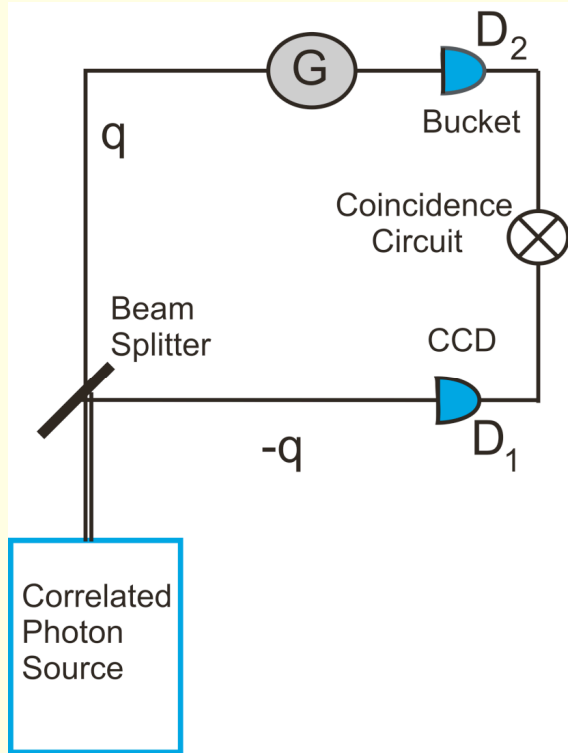 D2
G
Bucket
q
Coincidence
Circuit
Beam
Splitter
CCD
D1
-q
Correlated
Photon
Source